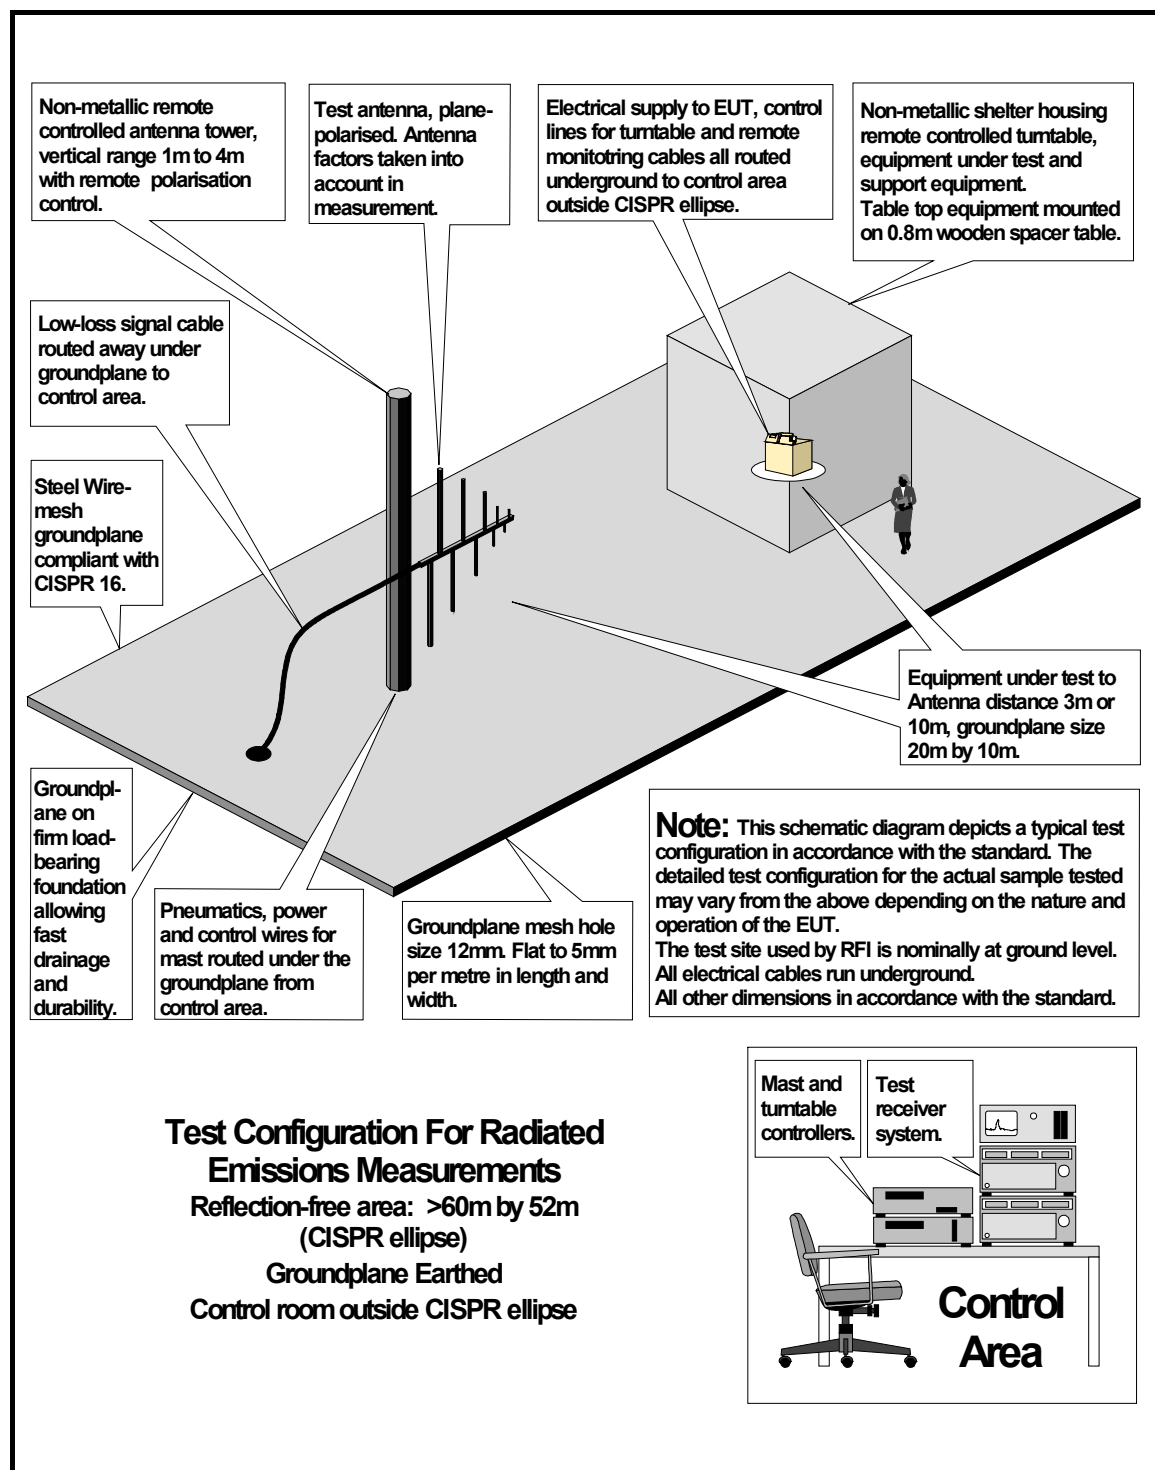 Non-metallic remote
controlled antenna tower,
vertical range 1m to 4m
with remote polarisation
control.
Test antenna, plane-
polarised. Antenna
factors taken into
account in
measurement.
Electrical supply to EUT, control
lines for turntable and remote
monitotring cables all routed
underground to control area
outside CISPR ellipse.
Non-metallic shelter housing
remote controlled turntable,
equipment under test and
support equipment.
Table top equipment mounted
on 0.8m wooden spacer table.
Low-loss signal cable
routed away under
groundplane to
control area.
Steel Wire-
mesh
groundplane
compliant with
CISPR 16.
Equipment under test to
Antenna distance 3m or
10m, groundplane size
20m by 10m.
Groundpl-
ane on
firm load-
bearing
foundation
allowing
fast
drainage
and
durability.
Pneumatics, power
and control wires for
mast routed under the
groundplane from
control area.
Groundplane mesh hole
size 12mm. Flat to 5mm
per metre in length and
width.
Note: This schematic diagram depicts a typical test
configuration in accordance with the standard. The
detailed test configuration for the actual sample tested
may vary from the above depending on the nature and
operation of the EUT.
The test site used by RFI is nominally at ground level.
All electrical cables run underground.
All other dimensions in accordance with the standard.
Test Configuration For Radiated
Emissions Measurements
Reflection-free area: >60m by 52m
(CISPR ellipse)
Groundplane Earthed
Control room outside CISPR ellipse
Mast and
turntable
controllers.
Test
receiver
system.
Control
Area